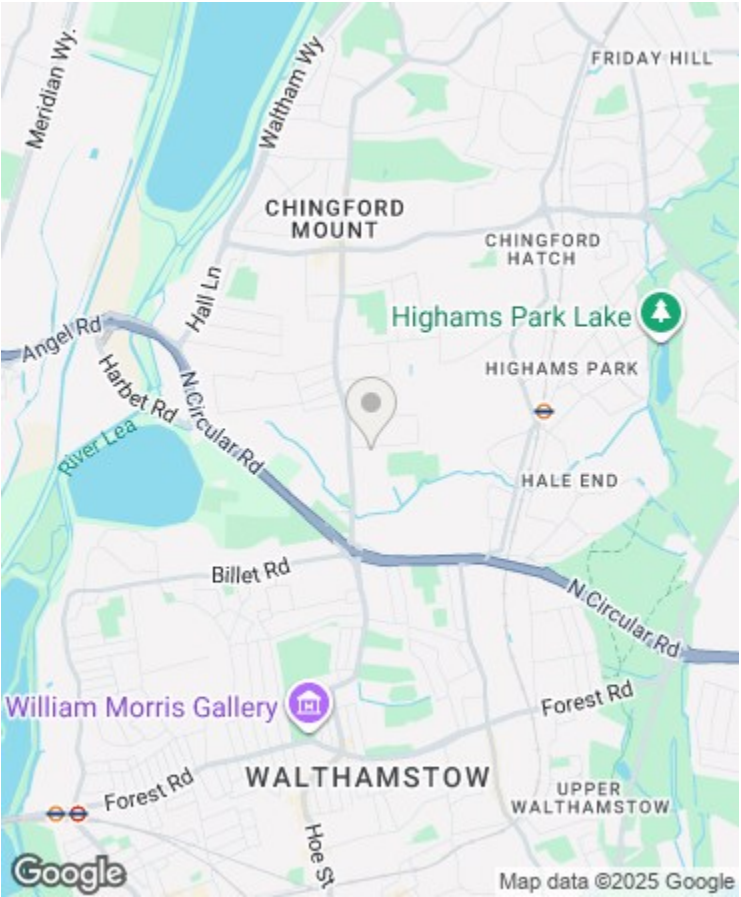 Meridian Wy.
Waltham Wy
FRIDAY HILL
CHINGFORD
MOUNT
CHINGFORD
HATCH
Hall Ln
Highams Park Lake
Angel Rd
HIGHAMS PARK
Harbet Rd
N Circular Rd
River Lea
HALE END
Billet Rd
N Circular Rd
William Morris Gallery
Forest Rd
WALTHAMSTOW
Forest Rd
UPPER
WALTHAMSTOW
Hoe St
Google
Map data ©2025 Google